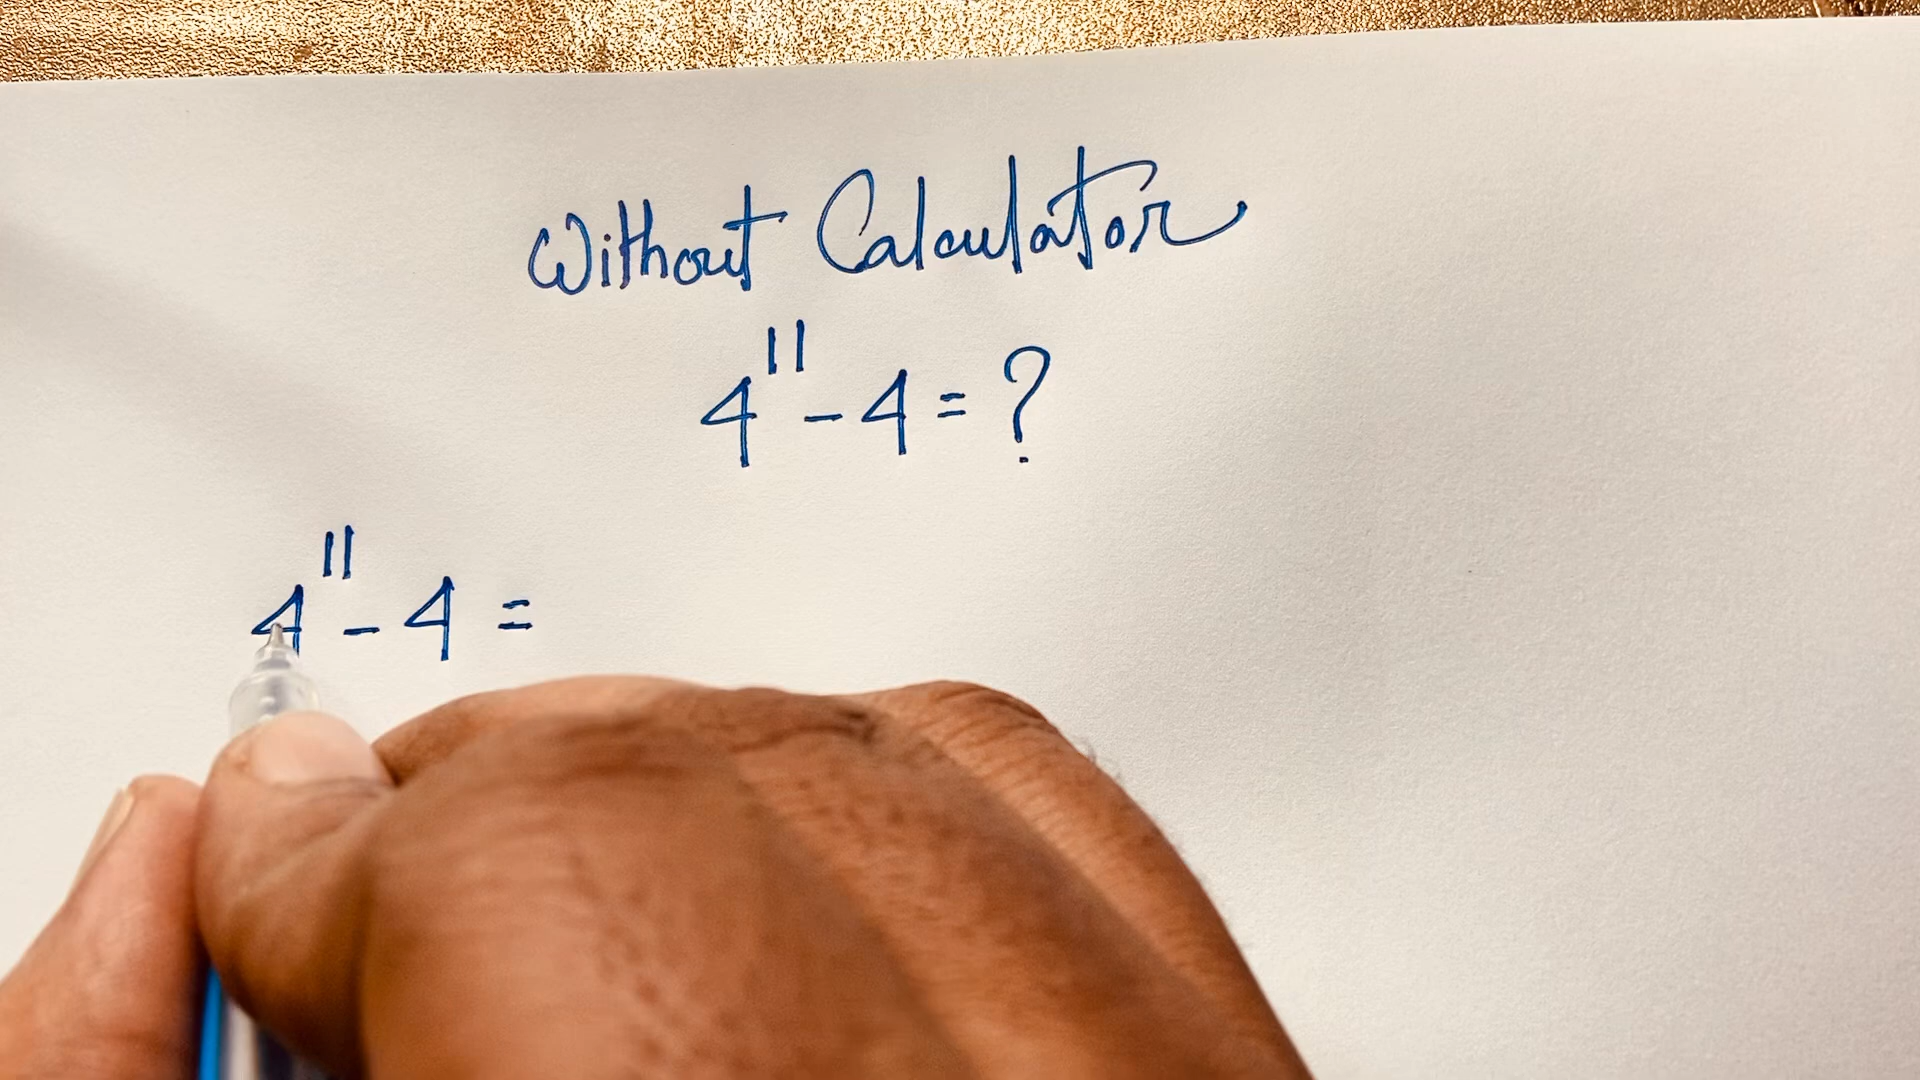 Without Calculator
4¹¹ - 4 = ?
4¹¹ - 4 =